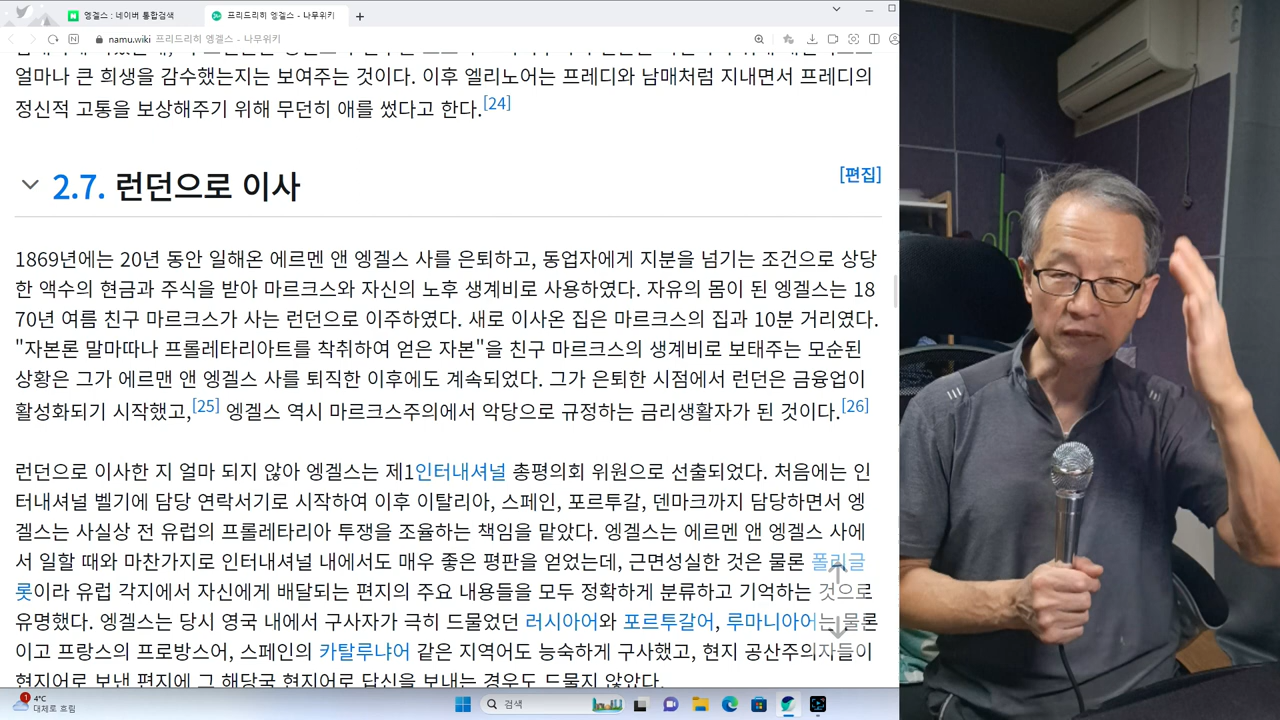 엥겔스 : 네이버 통합검색
프리드리히 엥겔스 - 나무위키
namu.wiki 프리드리히 엥겔스 - 나무위키
얼마나 큰 희생을 감수했는지는 보여주는 것이다. 이후 엘리노어는 프레디와 남매처럼 지내면서 프레디의
정신적 고통을 보상해주기 위해 무던히 애를 썼다고 한다.[24]
2.7. 런던으로 이사
[편집]
1869년에는 20년 동안 일해온 에르멘 앤 엥겔스 사를 은퇴하고, 동업자에게 지분을 넘기는 조건으로 상당
한 액수의 현금과 주식을 받아 마르크스와 자신의 노후 생계비로 사용하였다. 자유의 몸이 된 엥겔스는 18
70년 여름 친구 마르크스가 사는 런던으로 이주하였다. 새로 이사온 집은 마르크스의 집과 10분 거리였다.
"자본론 말마따나 프롤레타리아트를 착취하여 얻은 자본"을 친구 마르크스의 생계비로 보태주는 모순된
상황은 그가 에르맨 앤 엥겔스 사를 퇴직한 이후에도 계속되었다. 그가 은퇴한 시점에서 런던은 금융업이
활성화되기 시작했고,[25] 엥겔스 역시 마르크스주의에서 악당으로 규정하는 금리생활자가 된 것이다.[26]
런던으로 이사한 지 얼마 되지 않아 엥겔스는 제1인터내셔널 총평의회 위원으로 선출되었다. 처음에는 인
터내셔널 벨기에 담당 연락서기로 시작하여 이후 이탈리아, 스페인, 포르투갈, 덴마크까지 담당하면서 엥
겔스는 사실상 전 유럽의 프롤레타리아 투쟁을 조율하는 책임을 맡았다. 엥겔스는 에르멘 앤 엥겔스 사에
서 일할 때와 마찬가지로 인터내셔널 내에서도 매우 좋은 평판을 얻었는데, 근면성실한 것은 물론 폴리글
롯이라 유럽 각지에서 자신에게 배달되는 편지의 주요 내용들을 모두 정확하게 분류하고 기억하는 것으로
유명했다. 엥겔스는 당시 영국 내에서 구사자가 극히 드물었던 러시아어와 포르투갈어, 루마니아어는 물론
이고 프랑스의 프로방스어, 스페인의 카탈루냐어 같은 지역어도 능숙하게 구사했고, 현지 공산주의자들이
현지어로 보낸 편지에 그 해당국 현지어로 답신을 보내는 경우도 드물지 않았다.
1
4°C
대체로 흐림
검색